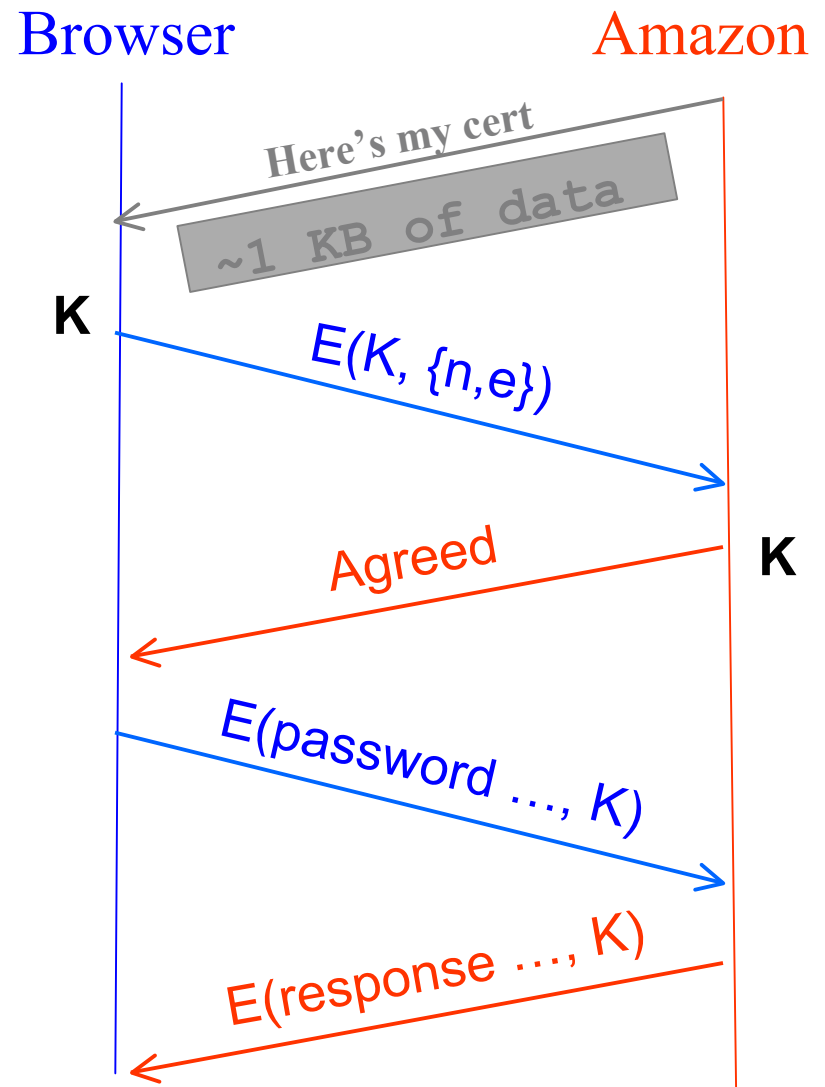 Browser
Amazon
Here's my cert
~1 KB of data
K
E(K, {n,e})
Agreed
K
E(password …, K)
E(response …, K)